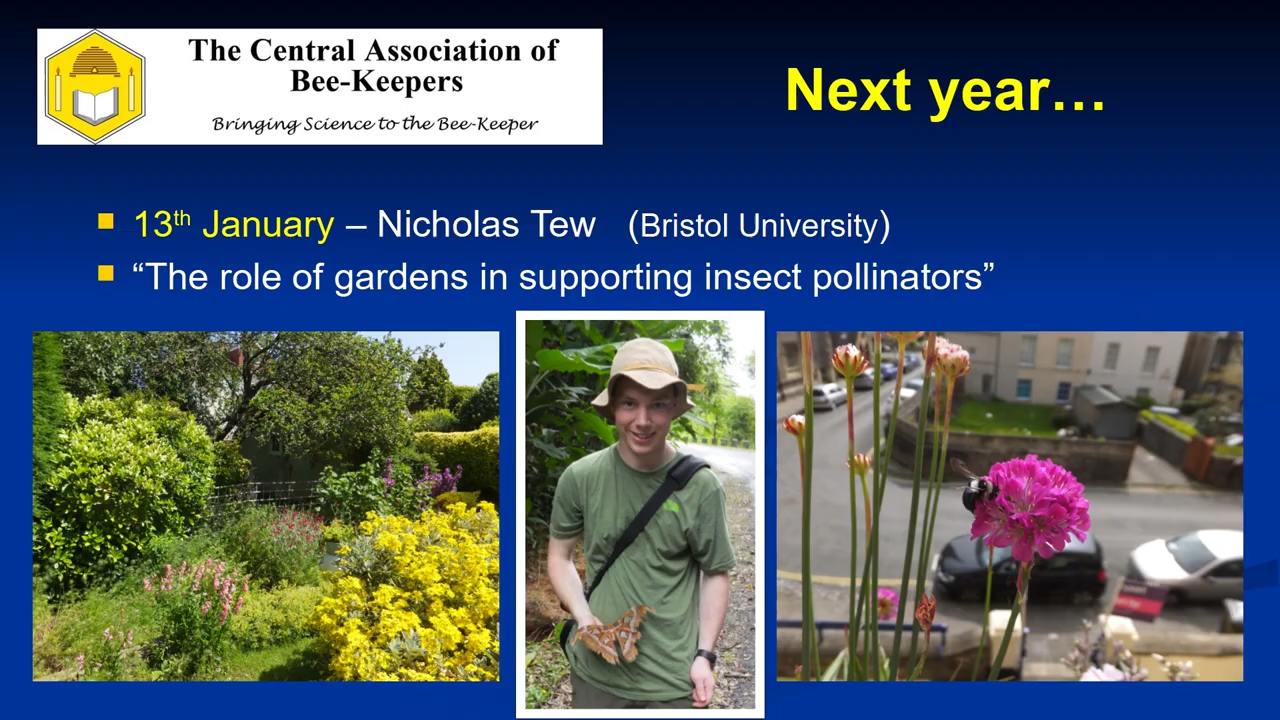 The Central Association of
Bee-Keepers
Bringing Science to the Bee-Keeper
Next year…
13th January – Nicholas Tew (Bristol University)
“The role of gardens in supporting insect pollinators”